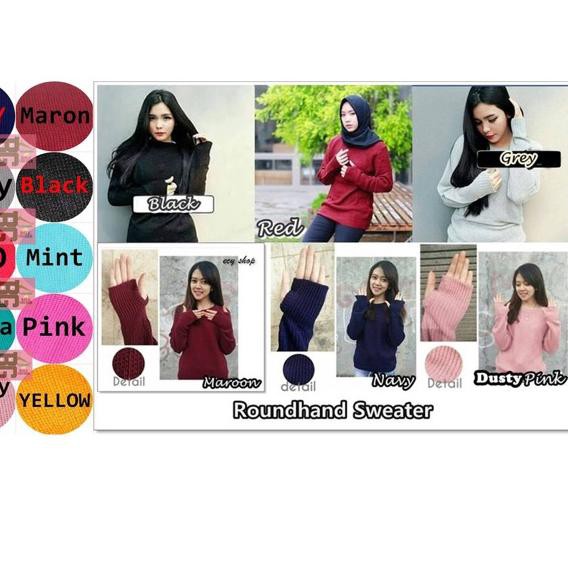 Maron
Black
Mint
Pink
YELLOW
Black
Red
Grey
ecy shop
Detail
Maroon
detail
Navy
Detail
Dusty Pink
Roundhand Sweater